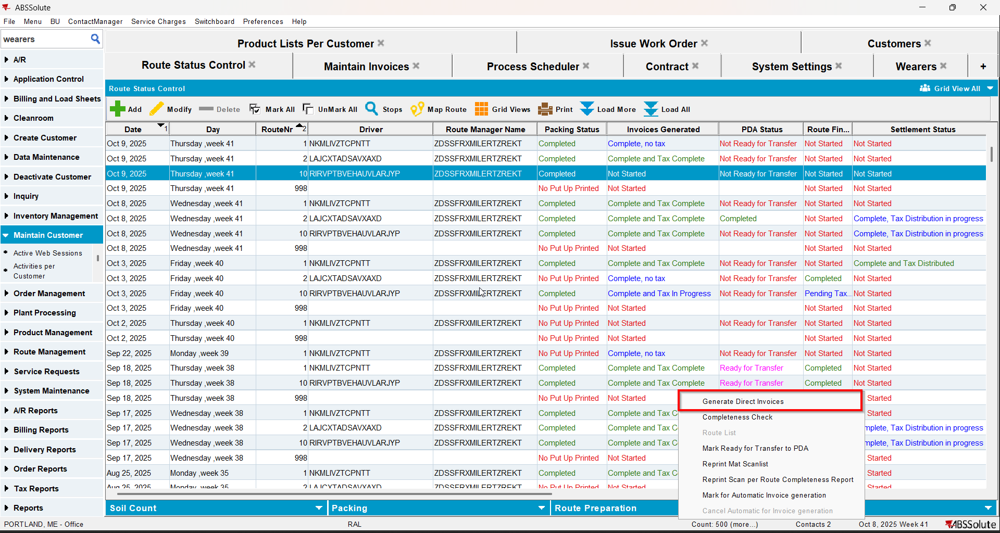 ABSSolute
File Menu BU ContactManager Service Charges Switchboard Preferences Help
wearers
Product Lists Per Customer Issue Work Order Customers
Route Status Control Maintain Invoices Process Scheduler Contract System Settings Wearers +
Route Status Control Grid View All
Add Modify Delete Mark All UnMark All Stops Map Route Grid Views Print Load More Load All
A/R
Application Control
Billing and Load Sheets
Cleanroom
Create Customer
Data Maintenance
Deactivate Customer
Inquiry
Inventory Management
Maintain Customer
Active Web Sessions
Activities per
Customer
Order Management
Plant Processing
Product Management
Route Management
Service Requests
System Maintenance
A/R Reports
Billing Reports
Delivery Reports
Order Reports
Tax Reports
Reports
Date 1 Day RouteNr 2 Driver Route Manager Name Packing Status Invoices Generated PDA Status Route Fin... Settlement Status
Oct 9, 2025 Thursday ,week 41 1 NKMLIVZTCPNTT ZDSSFRXMILERTZREKT Completed Complete, no tax Not Ready for Transfer Not Started Not Started
Oct 9, 2025 Thursday ,week 41 2 LAJCXTADSAVXAXD ZDSSFRXMILERTZREKT Completed Complete and Tax Complete Not Ready for Transfer Not Started Not Started
Oct 9, 2025 Thursday ,week 41 10 RIRVPTBVEHAUVLARJYP ZDSSFRXMILERTZREKT Completed Not Started Not Ready for Transfer Not Started Not Started
Oct 9, 2025 Thursday ,week 41 998 No Put Up Printed Not Started Not Started Not Started
Oct 8, 2025 Wednesday ,week 41 1 NKMLIVZTCPNTT ZDSSFRXMILERTZREKT Completed Complete and Tax Complete Not Ready for Transfer Not Started Not Started
Oct 8, 2025 Wednesday ,week 41 2 LAJCXTADSAVXAXD ZDSSFRXMILERTZREKT Completed Complete and Tax Complete Completed Not Started Complete, Tax Distribution in progress
Oct 8, 2025 Wednesday ,week 41 10 RIRVPTBVEHAUVLARJYP ZDSSFRXMILERTZREKT Completed Complete and Tax Complete Not Ready for Transfer Not Started Complete, Tax Distribution in progress
Oct 8, 2025 Wednesday ,week 41 998 No Put Up Printed Not Started Not Started Not Started
Oct 3, 2025 Friday ,week 40 1 NKMLIVZTCPNTT ZDSSFRXMILERTZREKT Completed Complete and Tax Complete Not Ready for Transfer Not Started Complete and Tax Distributed
Oct 3, 2025 Friday ,week 40 2 LAJCXTADSAVXAXD ZDSSFRXMILERTZREKT No Put Up Printed Complete, no tax Not Ready for Transfer Completed Not Started
Oct 3, 2025 Friday ,week 40 10 RIRVPTBVEHAUVLARJYP ZDSSFRXMILERTZREKT Completed Complete and Tax In Progress Not Ready for Transfer Pending Tax... Not Started
Oct 3, 2025 Friday ,week 40 998 No Put Up Printed Not Started Not Started Not Started
Oct 2, 2025 Thursday ,week 40 1 NKMLIVZTCPNTT ZDSSFRXMILERTZREKT No Put Up Printed Not Started Not Ready for Transfer Not Started Not Started
Oct 2, 2025 Thursday ,week 40 998 No Put Up Printed Not Started Not Started Not Started
Sep 22, 2025 Monday ,week 39 1 NKMLIVZTCPNTT ZDSSFRXMILERTZREKT No Put Up Printed Complete, no tax Not Ready for Transfer Not Started Not Started
Sep 18, 2025 Thursday ,week 38 1 NKMLIVZTCPNTT ZDSSFRXMILERTZREKT Completed Complete and Tax Complete Ready for Transfer Completed Not Started
Sep 18, 2025 Thursday ,week 38 10 RIRVPTBVEHAUVLARJYP ZDSSFRXMILERTZREKT Completed Complete and Tax Complete Ready for Transfer Completed Not Started
Sep 18, 2025 Thursday ,week 38 998 No Put Up Printed Not Started Started
Sep 17, 2025 Wednesday ,week 38 1 NKMLIVZTCPNTT ZDSSFRXMILERTZREKT Completed Complete and Tax C Started
Sep 17, 2025 Wednesday ,week 38 2 LAJCXTADSAVXAXD ZDSSFRXMILERTZREKT Completed Complete and Tax C mplete, Tax Distribution in progress
Sep 17, 2025 Wednesday ,week 38 10 RIRVPTBVEHAUVLARJYP ZDSSFRXMILERTZREKT Completed Complete and Tax C mplete, Tax Distribution in progress
Sep 17, 2025 Wednesday ,week 38 998 No Put Up Printed Not Started Started
Aug 25, 2025 Monday ,week 35 1 NKMLIVZTCPNTT ZDSSFRXMILERTZREKT Completed Complete and Tax C Started
Aug 25, 2025 Monday ,week 35 2 LAJCXTADSAVXAXD ZDSSFRXMILERTZREKT No Put Up Printed Not Started Started
Generate Direct Invoices
Completeness Check
Route List
Mark Ready for Transfer to PDA
Reprint Mat Scanlist
Reprint Scan per Route Completeness Report
Mark for Automatic Invoice generation
Cancel Automatic for Invoice generation
Soil Count Packing Route Preparation
PORTLAND, ME - Office RAL Count: 500 (more...) Contacts 2 Oct 8, 2025 Week 41 ABSSolute